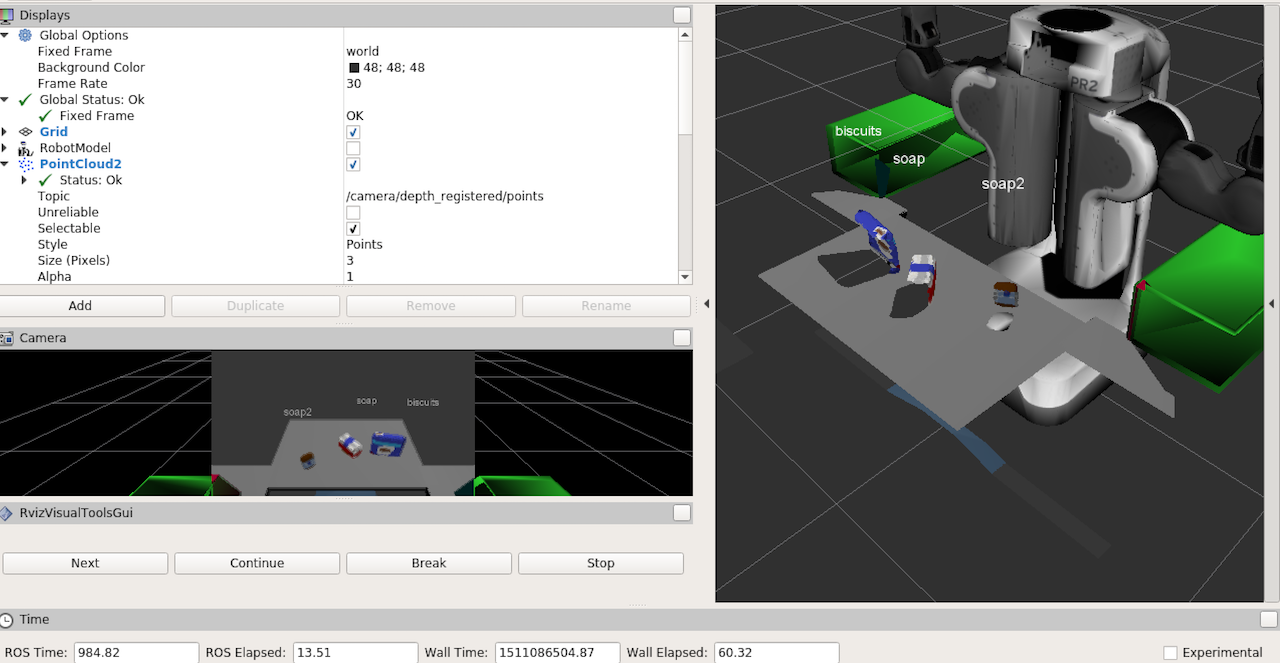 Displays
Global Options
Fixed Frame world
Background Color 48; 48; 48
Frame Rate 30
Global Status: Ok
Fixed Frame OK
Grid
RobotModel
PointCloud2
Status: Ok
Topic /camera/depth_registered/points
Unreliable
Selectable
Style Points
Size (Pixels) 3
Alpha 1
Add Duplicate Remove Rename
Camera
soap biscuits
soap2
RvizVisualToolsGui
Next Continue Break Stop
PR2
biscuits
soap
soap2
Time
ROS Time: 984.82 ROS Elapsed: 13.51 Wall Time: 1511086504.87 Wall Elapsed: 60.32 Experimental